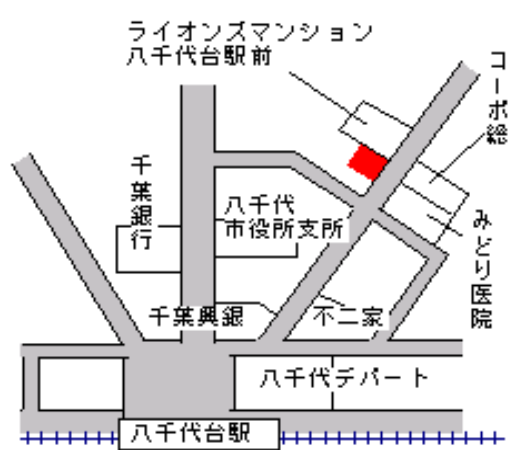 ライオンズマンション
八千代台駅前
コーポ総
千葉銀行
八千代
市役所支所
みどり医院
千葉興銀
不二家
八千代デパート
八千代台駅